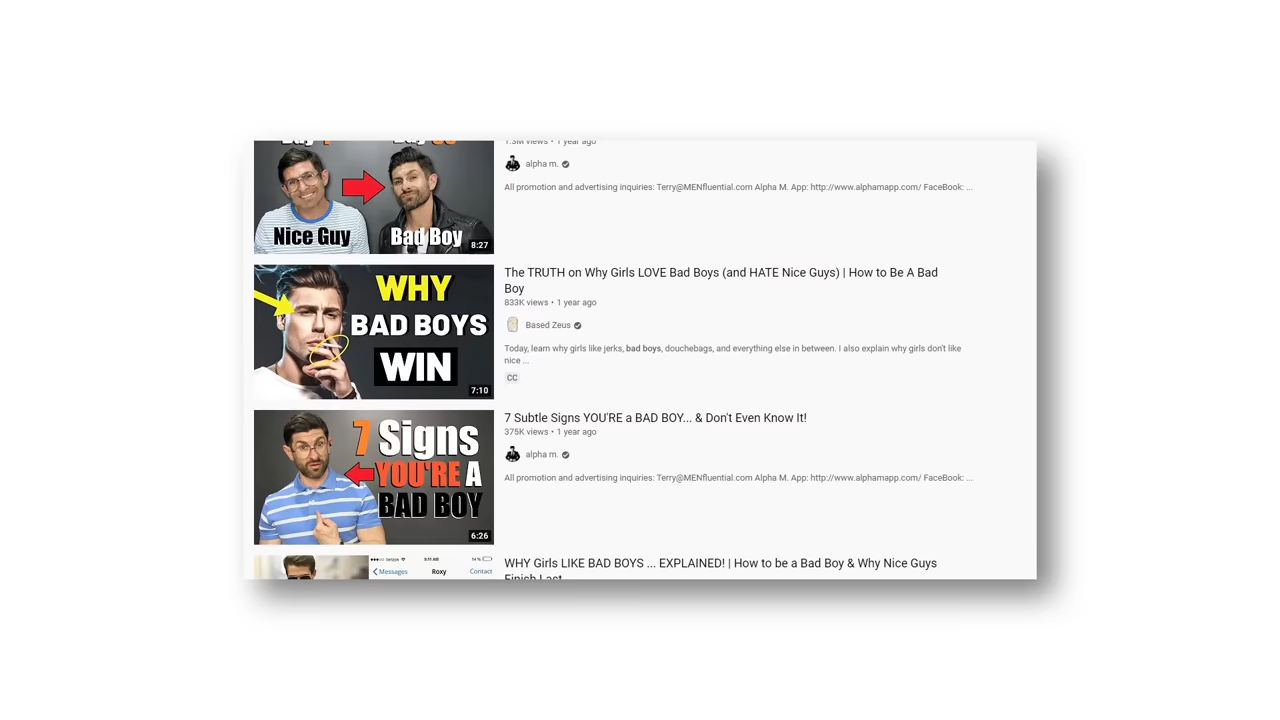 Nice Guy
Bad Boy
8:27
1.3M views • 1 year ago
alpha m.
All promotion and advertising inquiries: Terry@MENfluential.com Alpha M. App: http://www.alphamapp.com/ FaceBook: ...
WHY
BAD BOYS
WIN
7:10
The TRUTH on Why Girls LOVE Bad Boys (and HATE Nice Guys) | How to Be A Bad
Boy
833K views • 1 year ago
Based Zeus
Today, learn why girls like jerks, bad boys, douchebags, and everything else in between. I also explain why girls don't like
nice ...
CC
7 Signs
YOU'RE A
BAD BOY
6:26
7 Subtle Signs YOU'RE a BAD BOY... & Don't Even Know It!
375K views • 1 year ago
alpha m.
All promotion and advertising inquiries: Terry@MENfluential.com Alpha M. App: http://www.alphamapp.com/ FaceBook: ...
Messages
Roxy
Contact
WHY Girls LIKE BAD BOYS ... EXPLAINED! | How to be a Bad Boy & Why Nice Guys
Finish Last